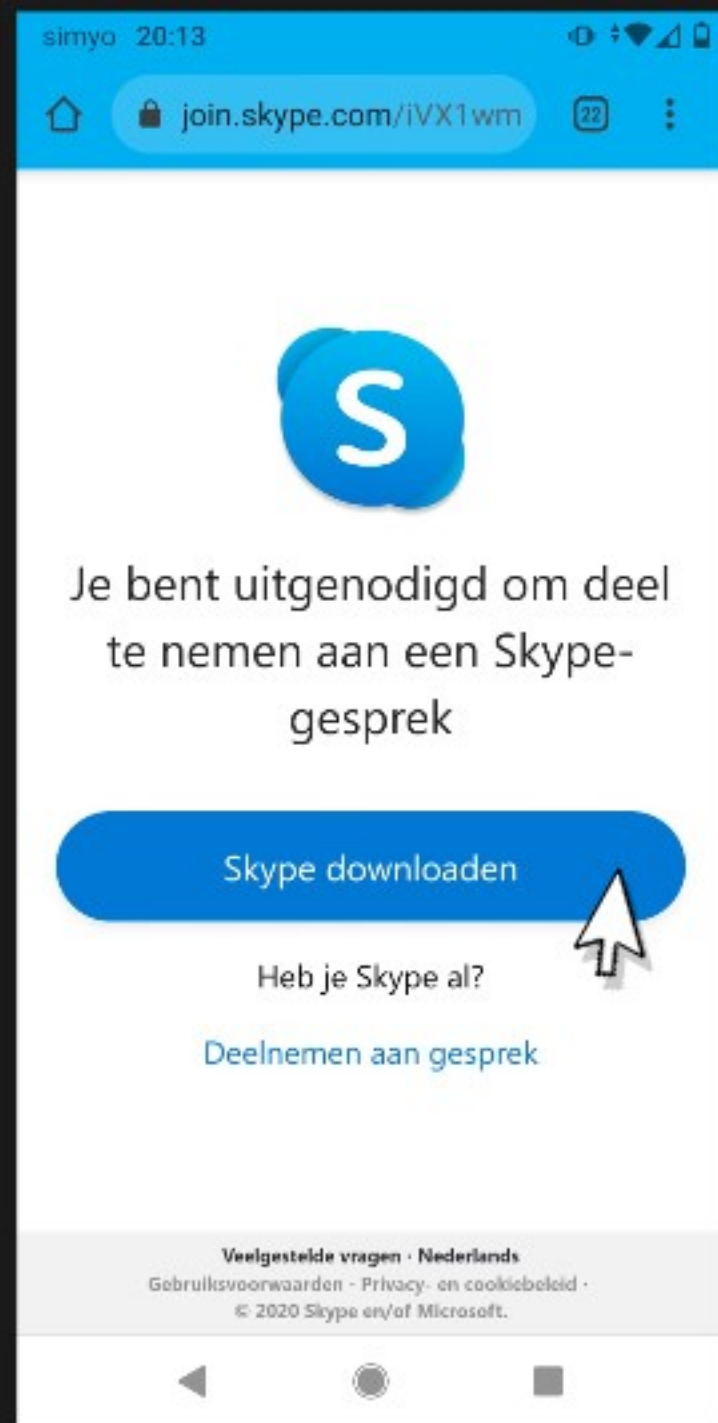 simyo 20:13
join.skype.com/iVX1wm
22
S
Je bent uitgenodigd om deel
te nemen aan een Skype-
gesprek
Skype downloaden
Heb je Skype al?
Deelnemen aan gesprek
Veelgestelde vragen · Nederlands
Gebruiksvoorwaarden - Privacy- en cookiebeleid ·
© 2020 Skype en/of Microsoft.